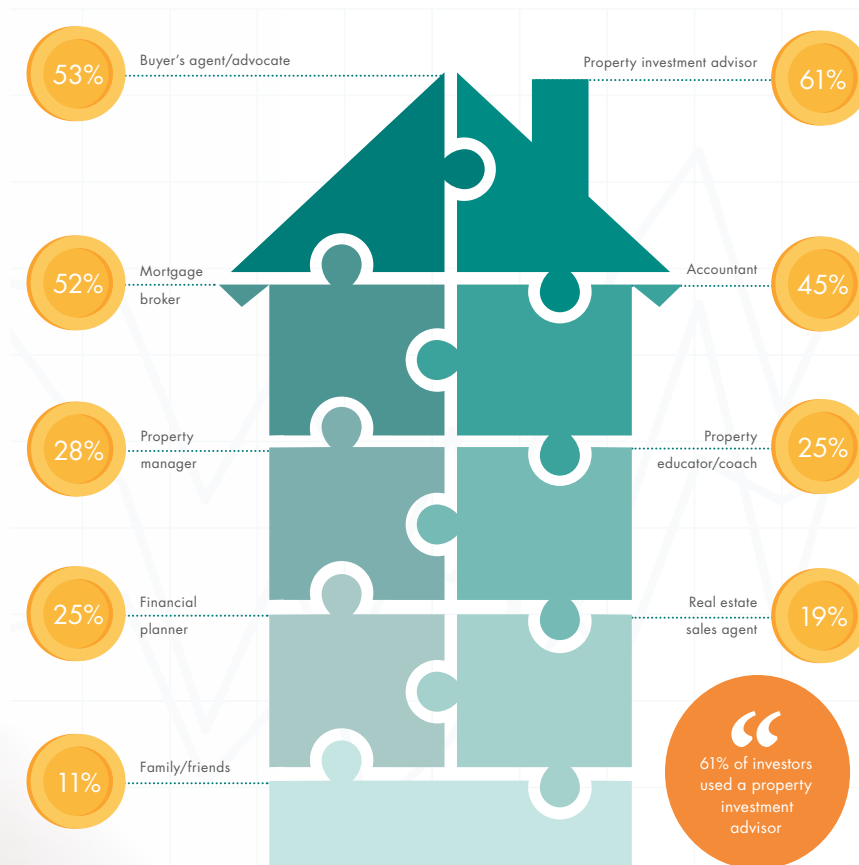 53%
Buyer's agent/advocate
Property investment advisor
61%
52%
Mortgage
broker
Accountant
45%
28%
Property
manager
Property
educator/coach
25%
25%
Financial
planner
Real estate
sales agent
19%
11%
Family/friends
“
61% of investors
used a property
investment
advisor